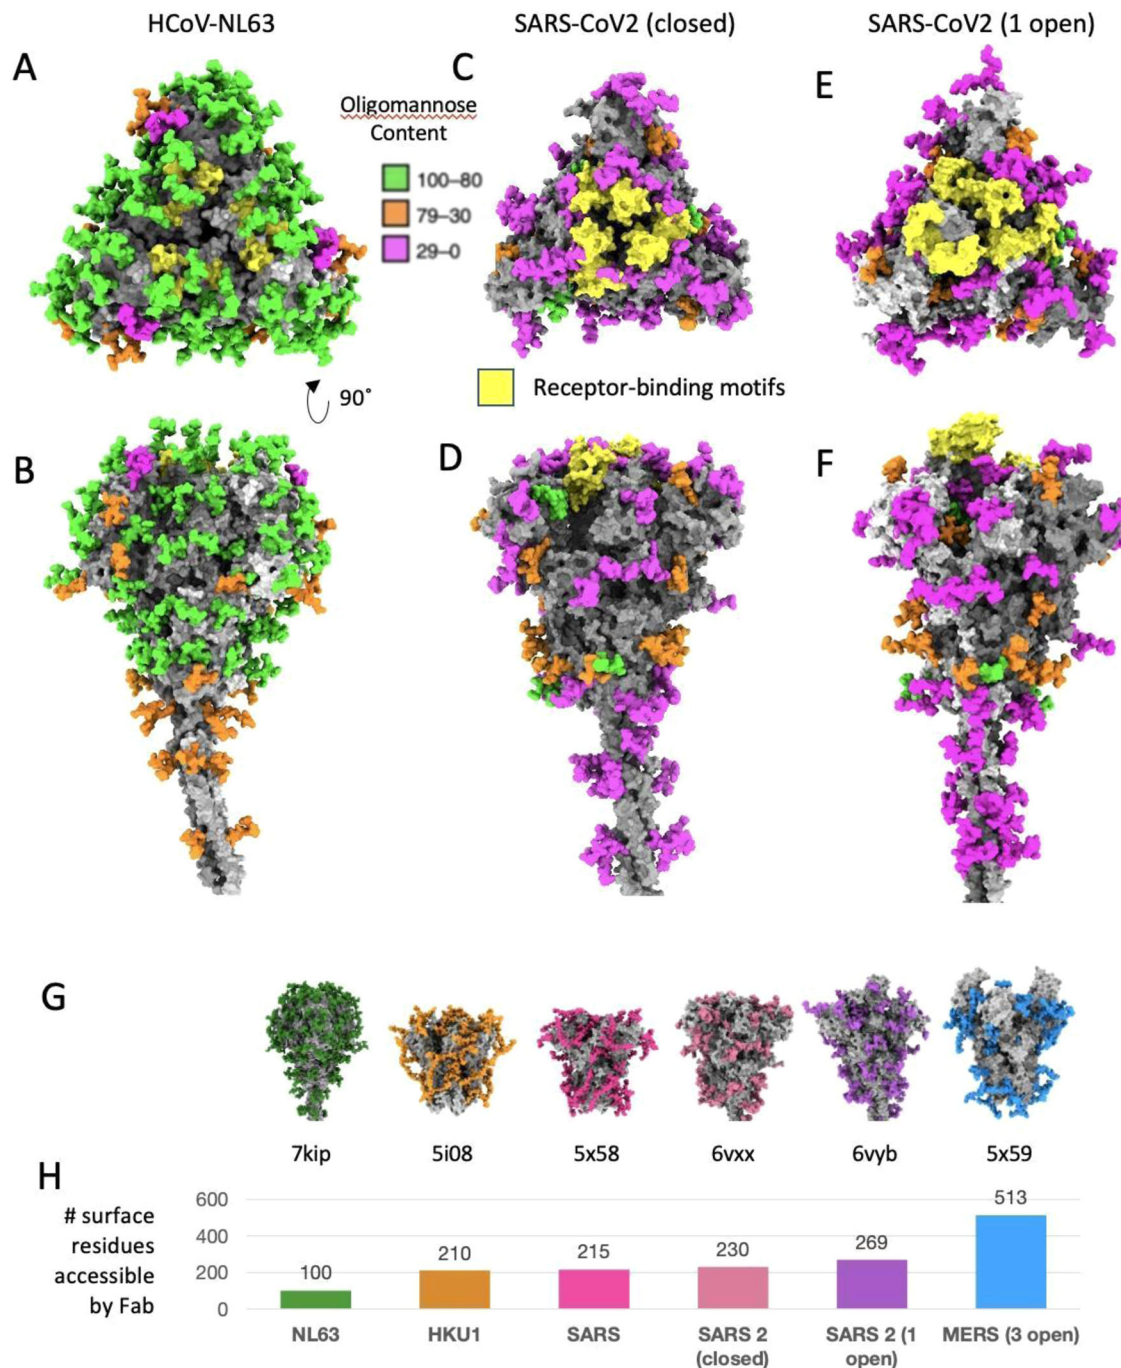 HCoV-NL63
SARS-CoV2 (closed)
SARS-CoV2 (1 open)
A
C
E
Oligomannose
Content
100–80
79–30
29–0
90˚
Receptor-binding motifs
B
D
F
G
7kip
5i08
5x58
6vxx
6vyb
5x59
H
# surface
residues
accessible
by Fab
600
400
200
0
100
210
215
230
269
513
NL63
HKU1
SARS
SARS 2
(closed)
SARS 2 (1
open)
MERS (3 open)